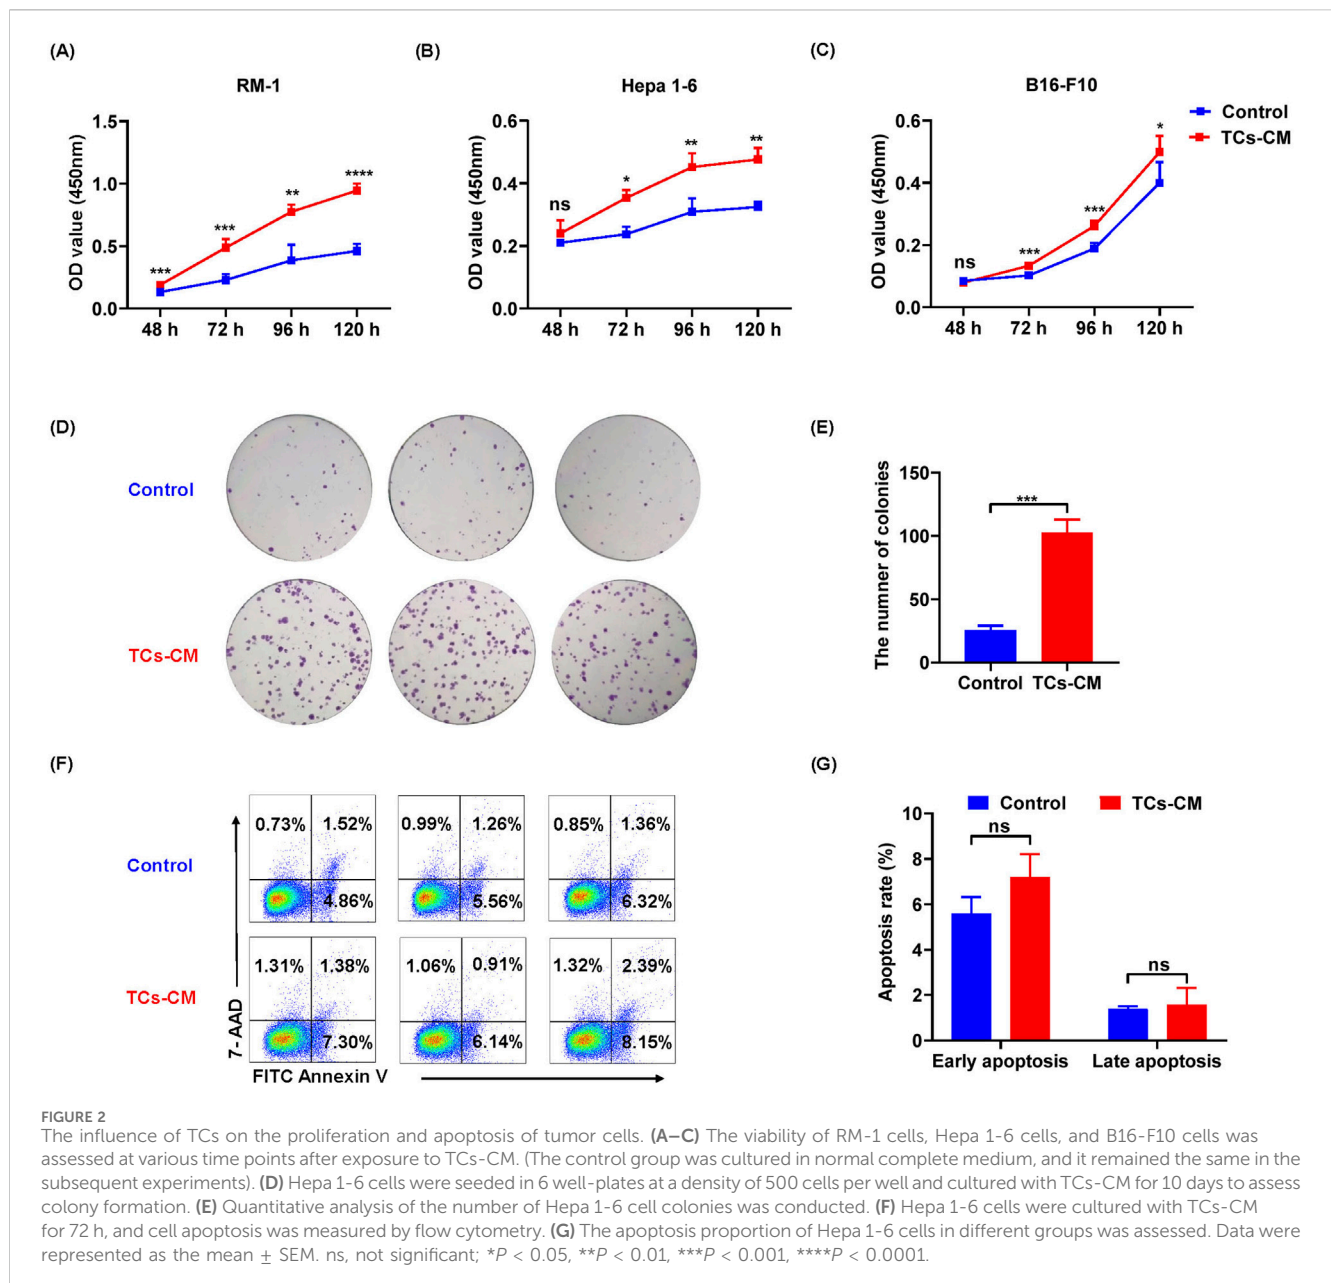 (A)
(B)
(C)
RM-1
Hepa 1-6
B16-F10
Control
TCs-CM
OD value (450nm)
1.5
1.0
0.5
0.0
***
***
**
****
48 h 72 h 96 h 120 h
OD value (450nm)
0.6
0.4
0.2
0.0
ns
*
**
**
48 h 72 h 96 h 120 h
OD value (450nm)
0.6
0.4
0.2
0.0
ns
***
***
*
48 h 72 h 96 h 120 h
(D)
Control
TCs-CM
(E)
The numner of colonies
150
100
50
0
***
Control TCs-CM
(F)
Control
0.73% 1.52%
4.86%
0.99% 1.26%
5.56%
0.85% 1.36%
6.32%
TCs-CM
1.31% 1.38%
7.30%
1.06% 0.91%
6.14%
1.32% 2.39%
8.15%
7- AAD
FITC Annexin V
(G)
Control TCs-CM
Apoptosis rate (%)
10
8
6
4
2
0
ns
ns
Early apoptosis Late apoptosis
FIGURE 2
The influence of TCs on the proliferation and apoptosis of tumor cells. (A–C) The viability of RM-1 cells, Hepa 1-6 cells, and B16-F10 cells was
assessed at various time points after exposure to TCs-CM. (The control group was cultured in normal complete medium, and it remained the same in the
subsequent experiments). (D) Hepa 1-6 cells were seeded in 6 well-plates at a density of 500 cells per well and cultured with TCs-CM for 10 days to assess
colony formation. (E) Quantitative analysis of the number of Hepa 1-6 cell colonies was conducted. (F) Hepa 1-6 cells were cultured with TCs-CM
for 72 h, and cell apoptosis was measured by flow cytometry. (G) The apoptosis proportion of Hepa 1-6 cells in different groups was assessed. Data were
represented as the mean ± SEM. ns, not significant; *P < 0.05, **P < 0.01, ***P < 0.001, ****P < 0.0001.